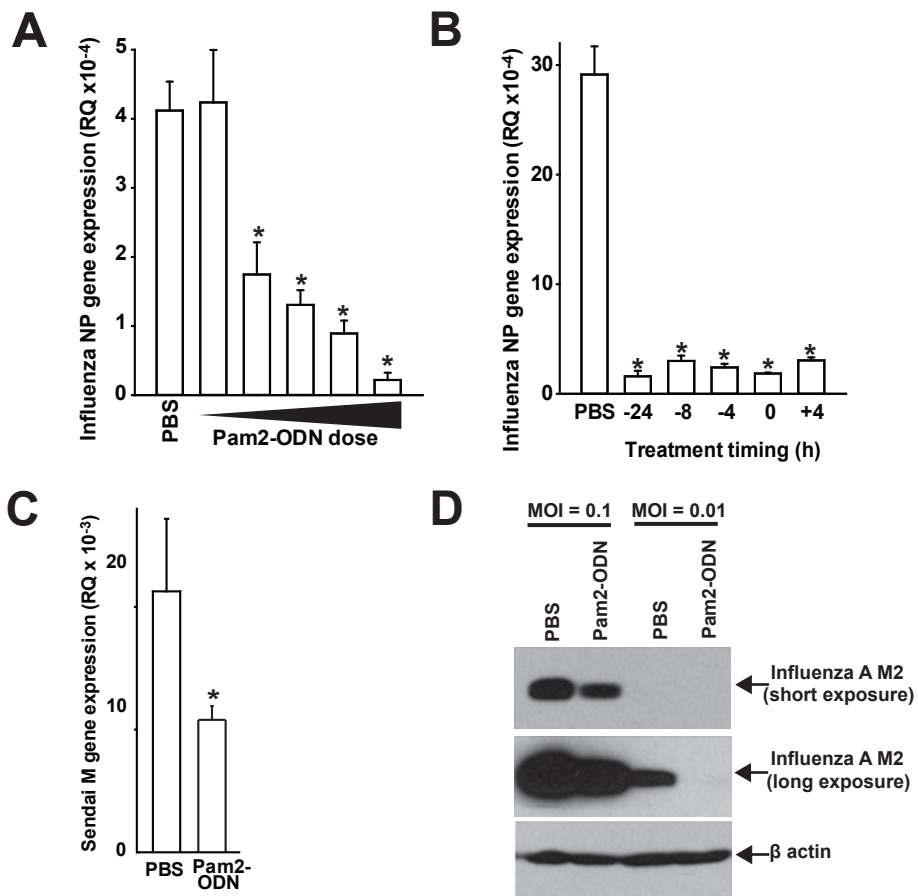 A
Influenza NP gene expression (RQ x10-4)
5
4
3
2
1
0
*
*
*
*
PBS
Pam2-ODN dose
B
Influenza NP gene expression (RQ x10-4)
30
20
10
0
*
*
*
*
*
PBS -24 -8 -4 0 +4
Treatment timing (h)
C
Sendai M gene expression (RQ x 10-3)
20
10
0
*
PBS
Pam2-
ODN
D
MOI = 0.1 MOI = 0.01
PBS
Pam2-ODN
PBS
Pam2-ODN
Influenza A M2
(short exposure)
Influenza A M2
(long exposure)
β actin